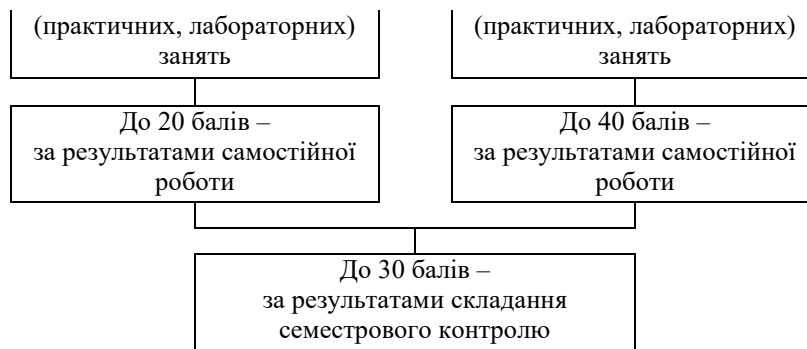 (практичних, лабораторних)
занять
(практичних, лабораторних)
занять
До 20 балів –
за результатами самостійної
роботи
До 40 балів –
за результатами самостійної
роботи
До 30 балів –
за результатами складання
семестрового контролю